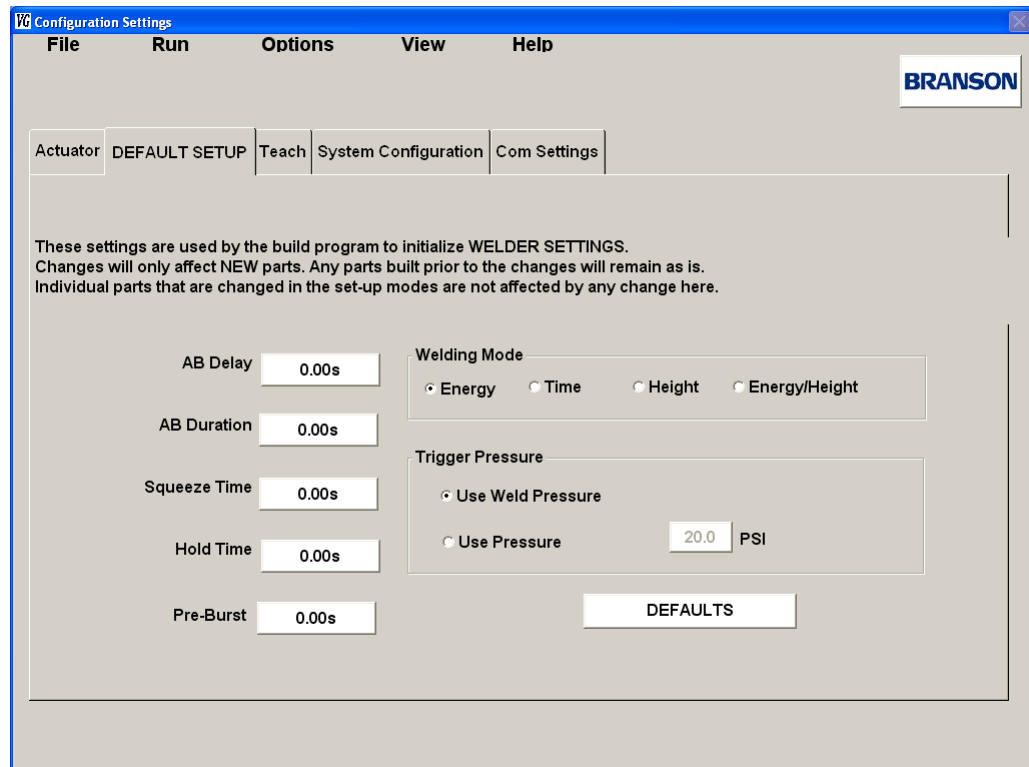 VG Configuration Settings
File Run Options View Help
BRANSON
Actuator DEFAULT SETUP Teach System Configuration Com Settings
These settings are used by the build program to initialize WELDER SETTINGS.
Changes will only affect NEW parts. Any parts built prior to the changes will remain as is.
Individual parts that are changed in the set-up modes are not affected by any change here.
AB Delay 0.00s
AB Duration 0.00s
Squeeze Time 0.00s
Hold Time 0.00s
Pre-Burst 0.00s
Welding Mode
Energy Time Height Energy/Height
Trigger Pressure
Use Weld Pressure
Use Pressure 20.0 PSI
DEFAULTS